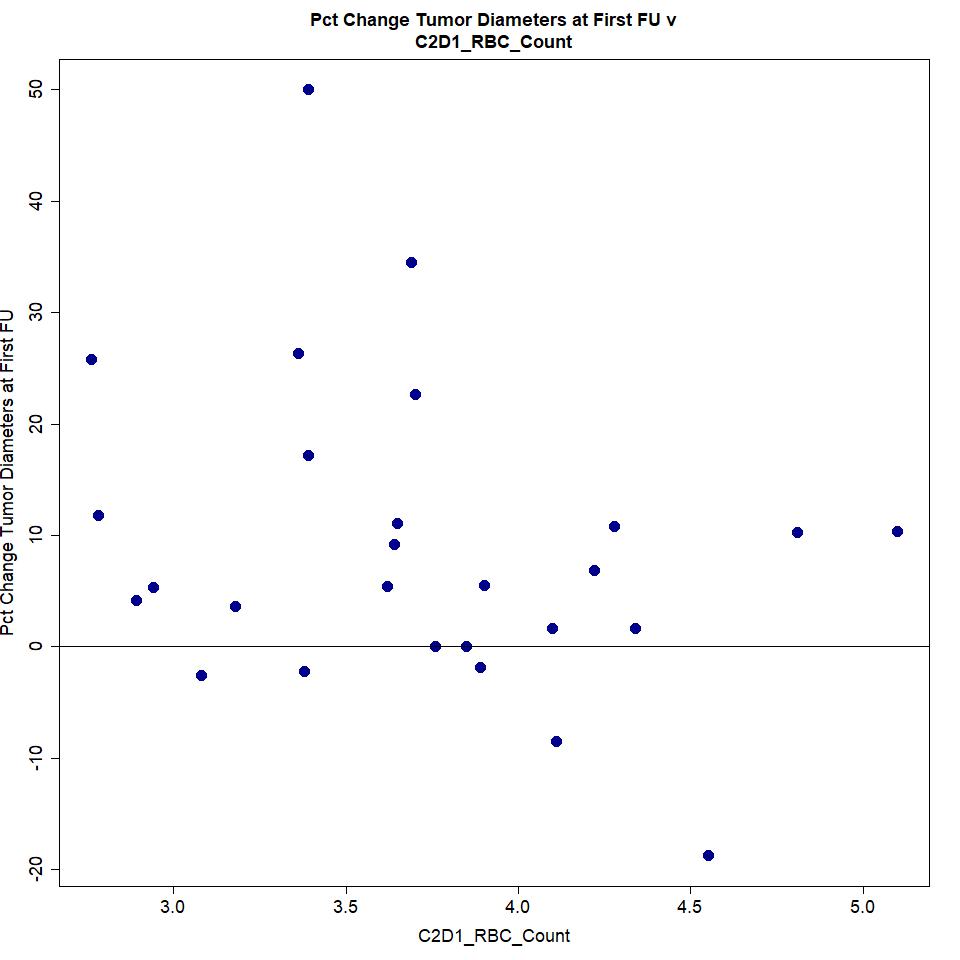 Pct Change Tumor Diameters at First FU v
C2D1_RBC_Count
Pct Change Tumor Diameters at First FU
50
40
30
20
10
0
-10
-20
3.0 3.5 4.0 4.5 5.0
C2D1_RBC_Count